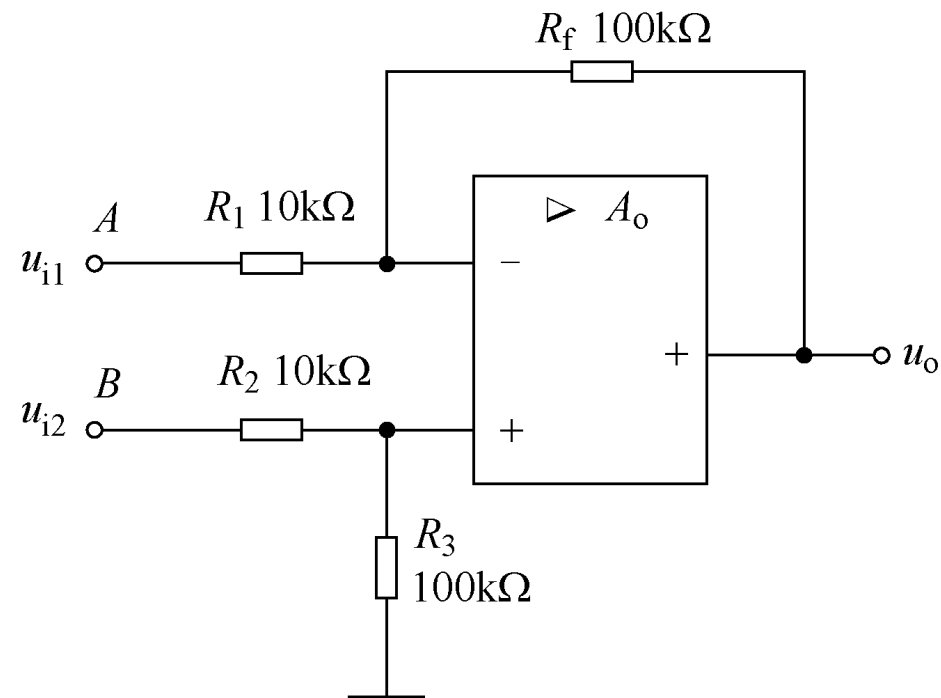 Rf 100kΩ
A
R1 10kΩ
ui1
▷ Ao
−
B
R2 10kΩ
ui2
+
+
uo
R3
100kΩ